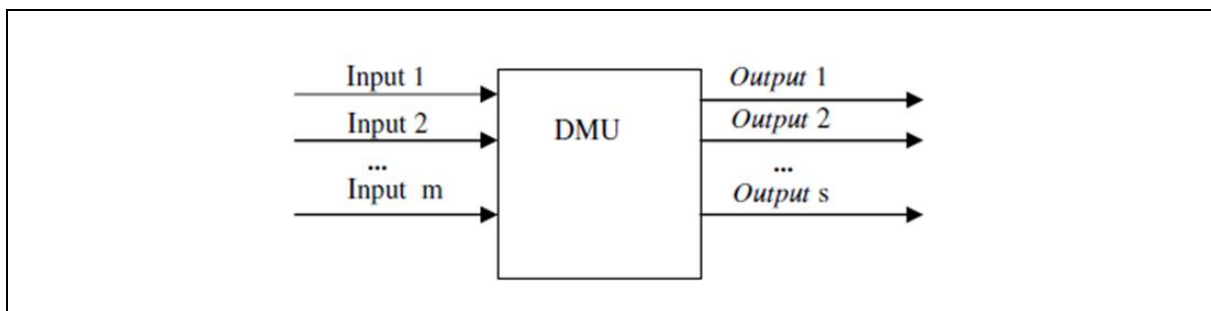 Input 1
Input 2
...
Input m
DMU
Output 1
Output 2
...
Output s